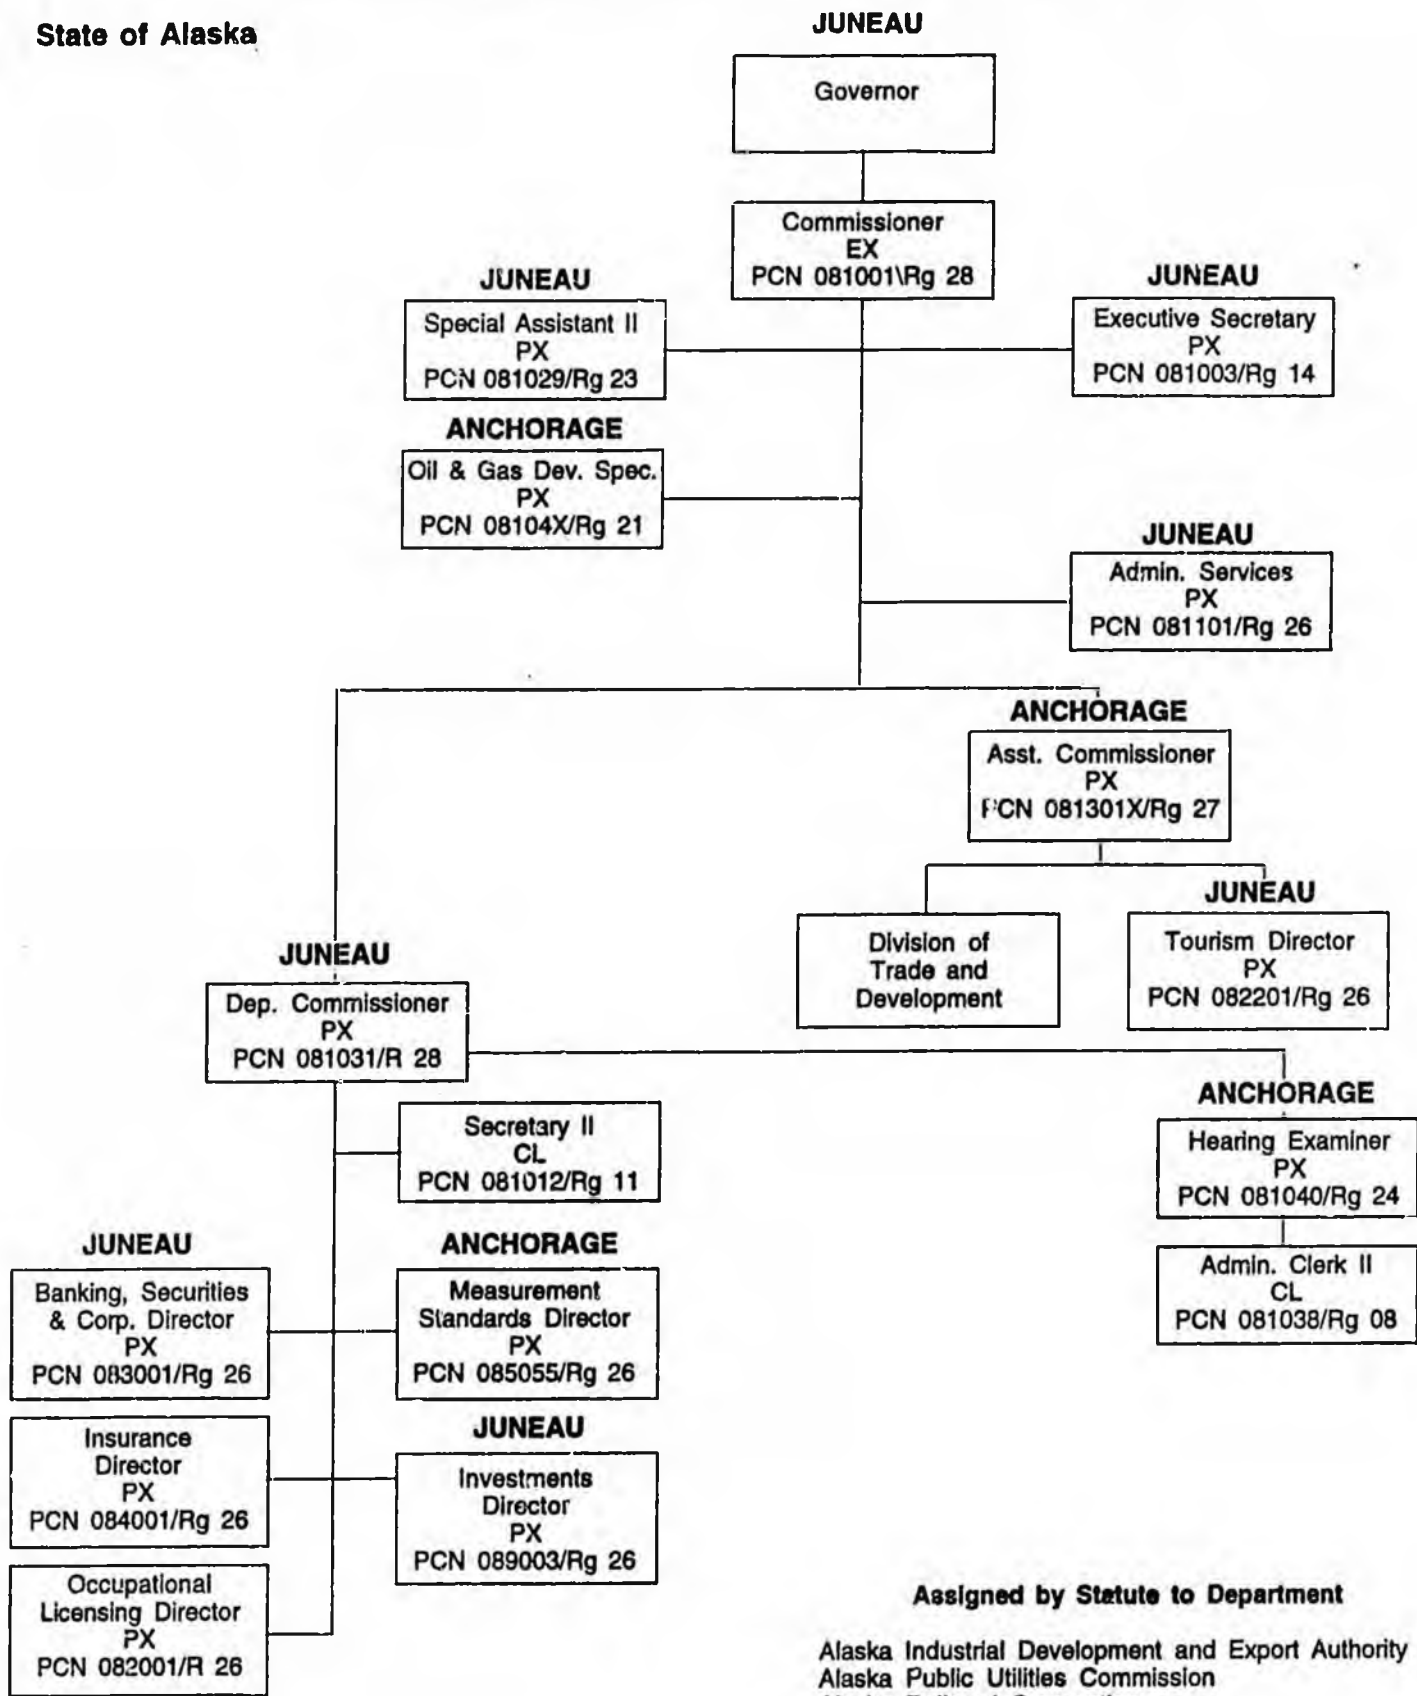 State of Alaska
JUNEAU
Governor
Commissioner
EX
PCN 081001\Rg 28
JUNEAU
Special Assistant II
PX
PCN 081029/Rg 23
JUNEAU
Executive Secretary
PX
PCN 081003/Rg 14
ANCHORAGE
Oil & Gas Dev. Spec.
PX
PCN 08104X/Rg 21
JUNEAU
Admin. Services
PX
PCN 081101/Rg 26
ANCHORAGE
Asst. Commissioner
PX
PCN 081301X/Rg 27
Division of
Trade and
Development
JUNEAU
Tourism Director
PX
PCN 082201/Rg 26
JUNEAU
Dep. Commissioner
PX
PCN 081031/R 28
Secretary II
CL
PCN 081012/Rg 11
ANCHORAGE
Hearing Examiner
PX
PCN 081040/Rg 24
Admin. Clerk II
CL
PCN 081038/Rg 08
JUNEAU
Banking, Securities
& Corp. Director
PX
PCN 083001/Rg 26
ANCHORAGE
Measurement
Standards Director
PX
PCN 085055/Rg 26
Insurance
Director
PX
PCN 084001/Rg 26
JUNEAU
Investments
Director
PX
PCN 089003/Rg 26
Occupational
Licensing Director
PX
PCN 082001/R 26
Assigned by Statute to Department
Alaska Industrial Development and Export Authority
Alaska Public Utilities Commission